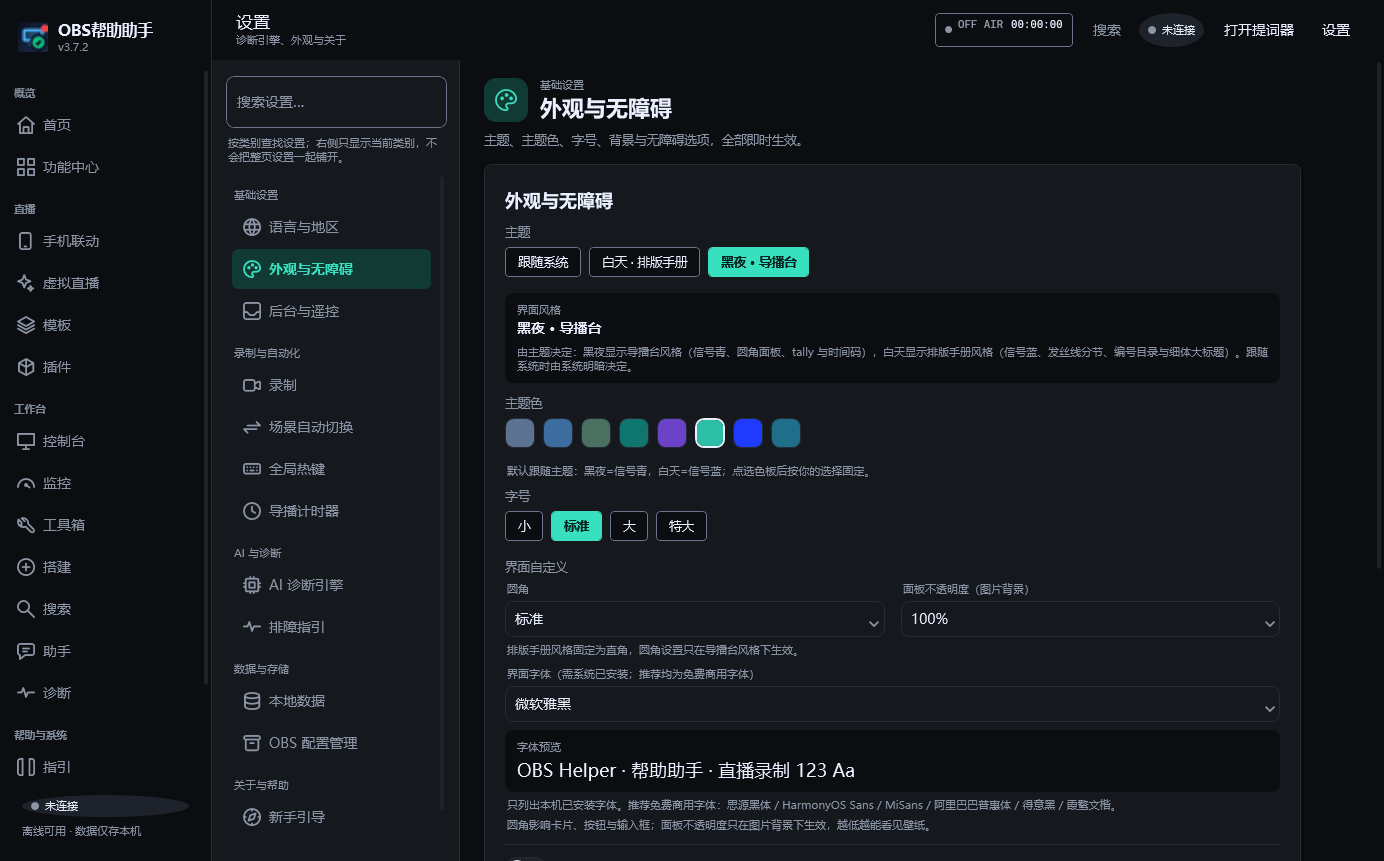 OBS帮助助手
v3.7.2
概览
首页
功能中心
直播
手机联动
虚拟直播
模板
插件
工作台
控制台
监控
工具箱
搭建
搜索
助手
诊断
帮助与系统
指引
未连接
离线可用 · 数据仅存本机
设置
诊断引擎、外观与关于
OFF AIR 00:00:00
搜索
未连接
打开提词器
设置
搜索设置...
按类别查找设置；右侧只显示当前类别，不
会把整页设置一起铺开。
基础设置
语言与地区
外观与无障碍
后台与遥控
录制与自动化
录制
场景自动切换
全局热键
导播计时器
AI 与诊断
AI 诊断引擎
排障指引
数据与存储
本地数据
OBS 配置管理
关于与帮助
新手引导
基础设置
外观与无障碍
主题、主题色、字号、背景与无障碍选项，全部即时生效。
外观与无障碍
主题
跟随系统
白天 · 排版手册
黑夜 • 导播台
界面风格
黑夜 • 导播台
由主题决定：黑夜显示导播台风格（信号青、圆角面板、tally 与时间码），白天显示排版手册风格（信号蓝、发丝线分节、编号目录与细体大标题）。跟随
系统时由系统明暗决定。
主题色
默认跟随主题：黑夜=信号青，白天=信号蓝；点选色板后按你的选择固定。
字号
小
标准
大
特大
界面自定义
圆角
面板不透明度（图片背景）
标准
100%
排版手册风格固定为直角，圆角设置只在导播台风格下生效。
界面字体（需系统已安装；推荐均为免费商用字体）
微软雅黑
字体预览
OBS Helper · 帮助助手 · 直播录制 123 Aa
只列出本机已安装字体。推荐免费商用字体：思源黑体 / HarmonyOS Sans / MiSans / 阿里巴巴普惠体 / 得意黑 / 霞鹜文楷。
圆角影响卡片、按钮与输入框；面板不透明度只在图片背景下生效，越低越能看见壁纸。